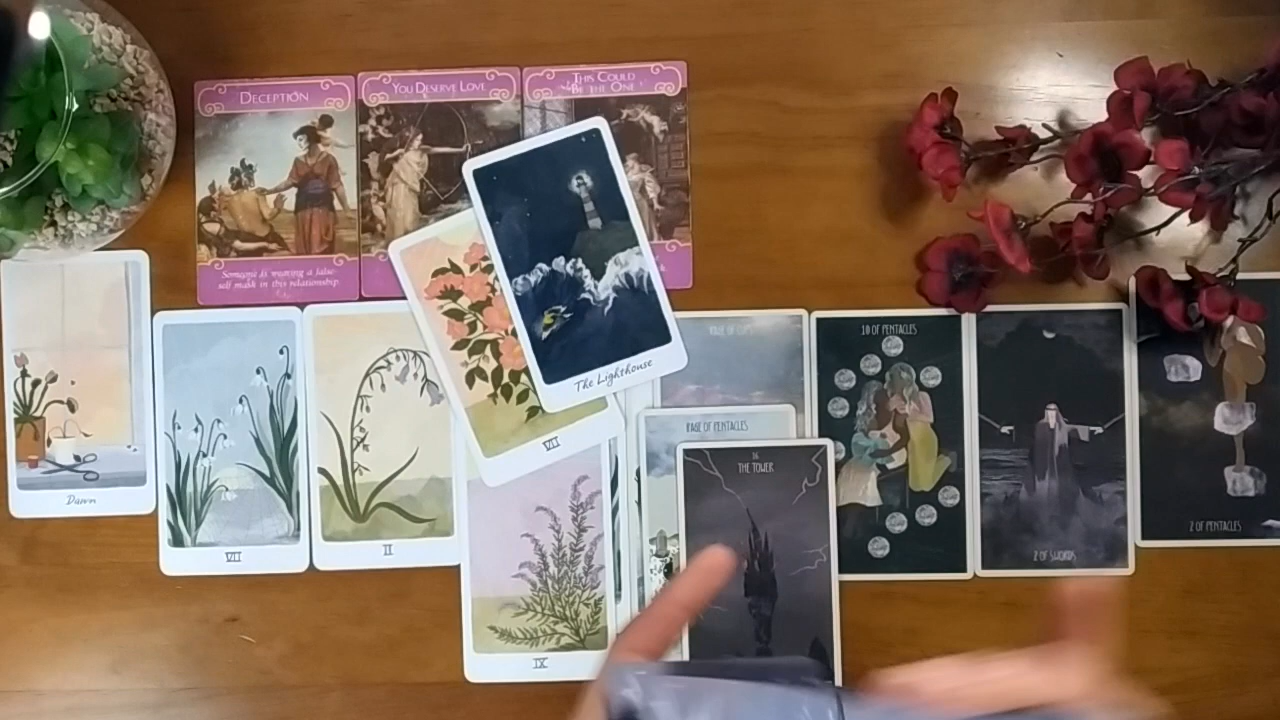 DECEPTION
YOU DESERVE LOVE
THIS COULD
BE THE ONE
Someone is wearing a false-
self mask in this relationship.
The Lighthouse
PAGE OF CUPS
10 OF PENTACLES
PAGE OF PENTACLES
16
THE TOWER
Dawn
VII
II
VII
IX
2 OF SWORDS
2 OF PENTACLES